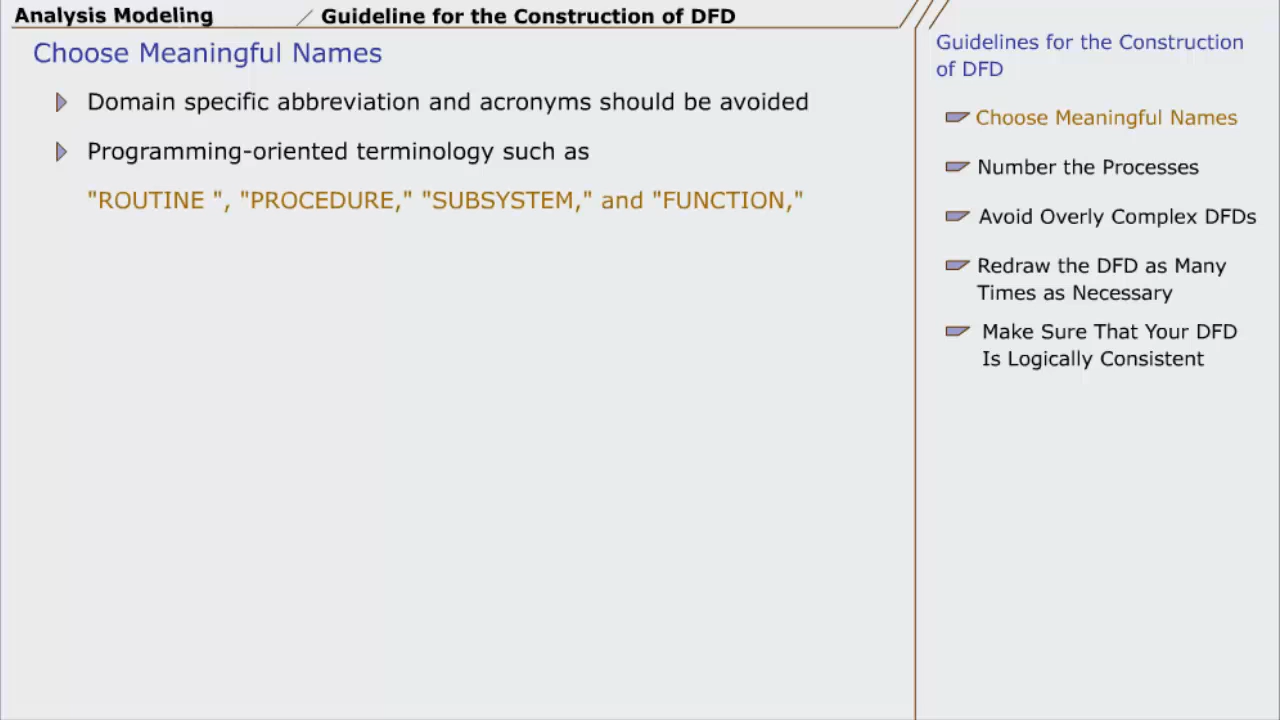 Analysis Modeling / Guideline for the Construction of DFD
Choose Meaningful Names
Domain specific abbreviation and acronyms should be avoided
Programming-oriented terminology such as
"ROUTINE ", "PROCEDURE," "SUBSYSTEM," and "FUNCTION,"
Guidelines for the Construction
of DFD
Choose Meaningful Names
Number the Processes
Avoid Overly Complex DFDs
Redraw the DFD as Many
Times as Necessary
Make Sure That Your DFD
Is Logically Consistent